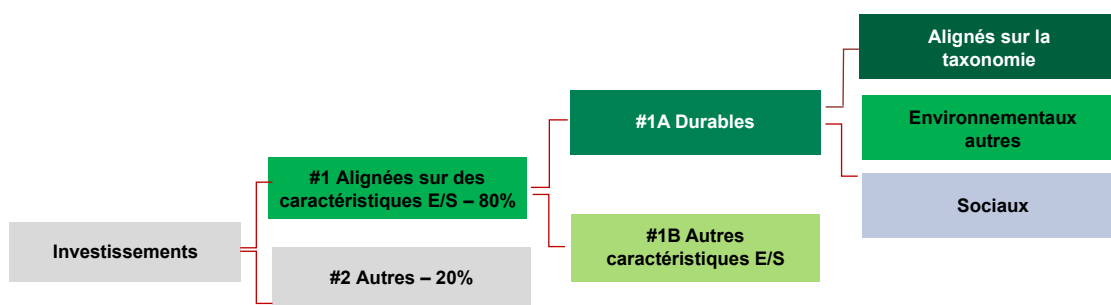 Alignés sur la
taxonomie
#1A Durables
Environnementaux
autres
#1 Alignées sur des
caractéristiques E/S – 80%
Sociaux
Investissements
#1B Autres
caractéristiques E/S
#2 Autres – 20%